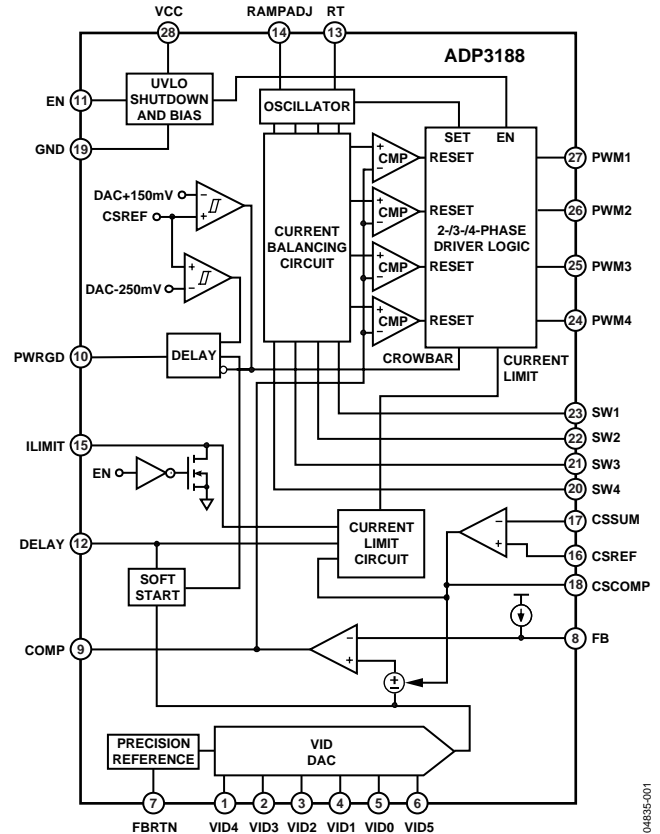 VCC
RAMPADJ
RT
28
14
13
ADP3188
UVLO
SHUTDOWN
AND BIAS
EN
11
OSCILLATOR
SET
EN
GND
19
CMP
RESET
27
PWM1
DAC+150mV
CSREF
CURRENT
BALANCING
CIRCUIT
CMP
RESET
2-/3-/4-PHASE
DRIVER LOGIC
26
PWM2
CMP
RESET
25
PWM3
DAC-250mV
CMP
RESET
24
PWM4
PWRGD
10
DELAY
CROWBAR
CURRENT
LIMIT
23
SW1
ILIMIT
15
22
SW2
EN
21
SW3
20
SW4
DELAY
12
CURRENT
LIMIT
CIRCUIT
17
CSSUM
16
CSREF
SOFT
START
18
CSCOMP
COMP
9
8
FB
PRECISION
REFERENCE
VID
DAC
7
1
2
3
4
5
6
FBRTN
VID4
VID3
VID2
VID1
VID0
VID5
04835-001